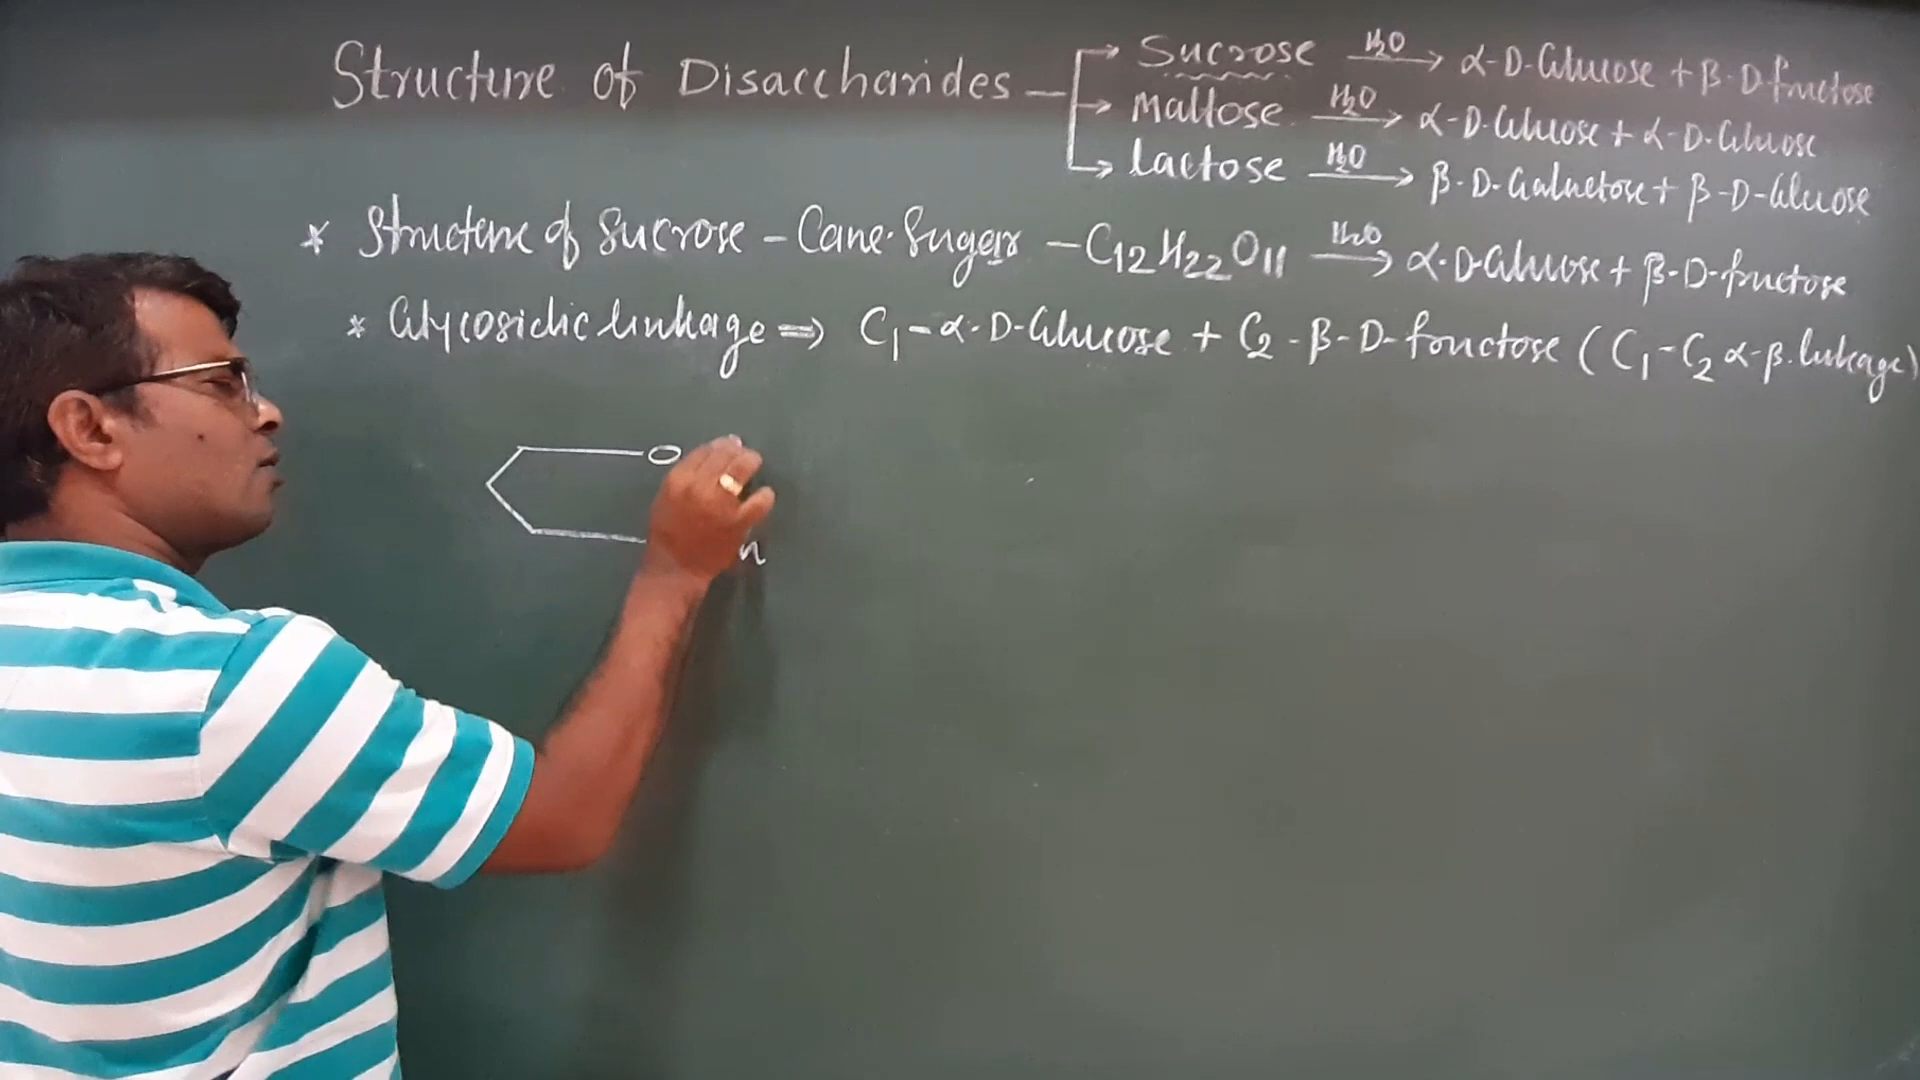 Structure of Disaccharides
Sucrose H2O → α-D-Glucose + β-D-fructose
Maltose H2O → α-D-Glucose + α-D-Glucose
Lactose H2O → β-D-Galactose + β-D-Glucose
* Structure of Sucrose - Cane-Sugar - C12H22O11 H2O → α-D-Glucose + β-D-fructose
* Glycosidic linkage ⇒ C1-α-D-Glucose + C2-β-D-fructose (C1-C2 α-β-linkage)
O